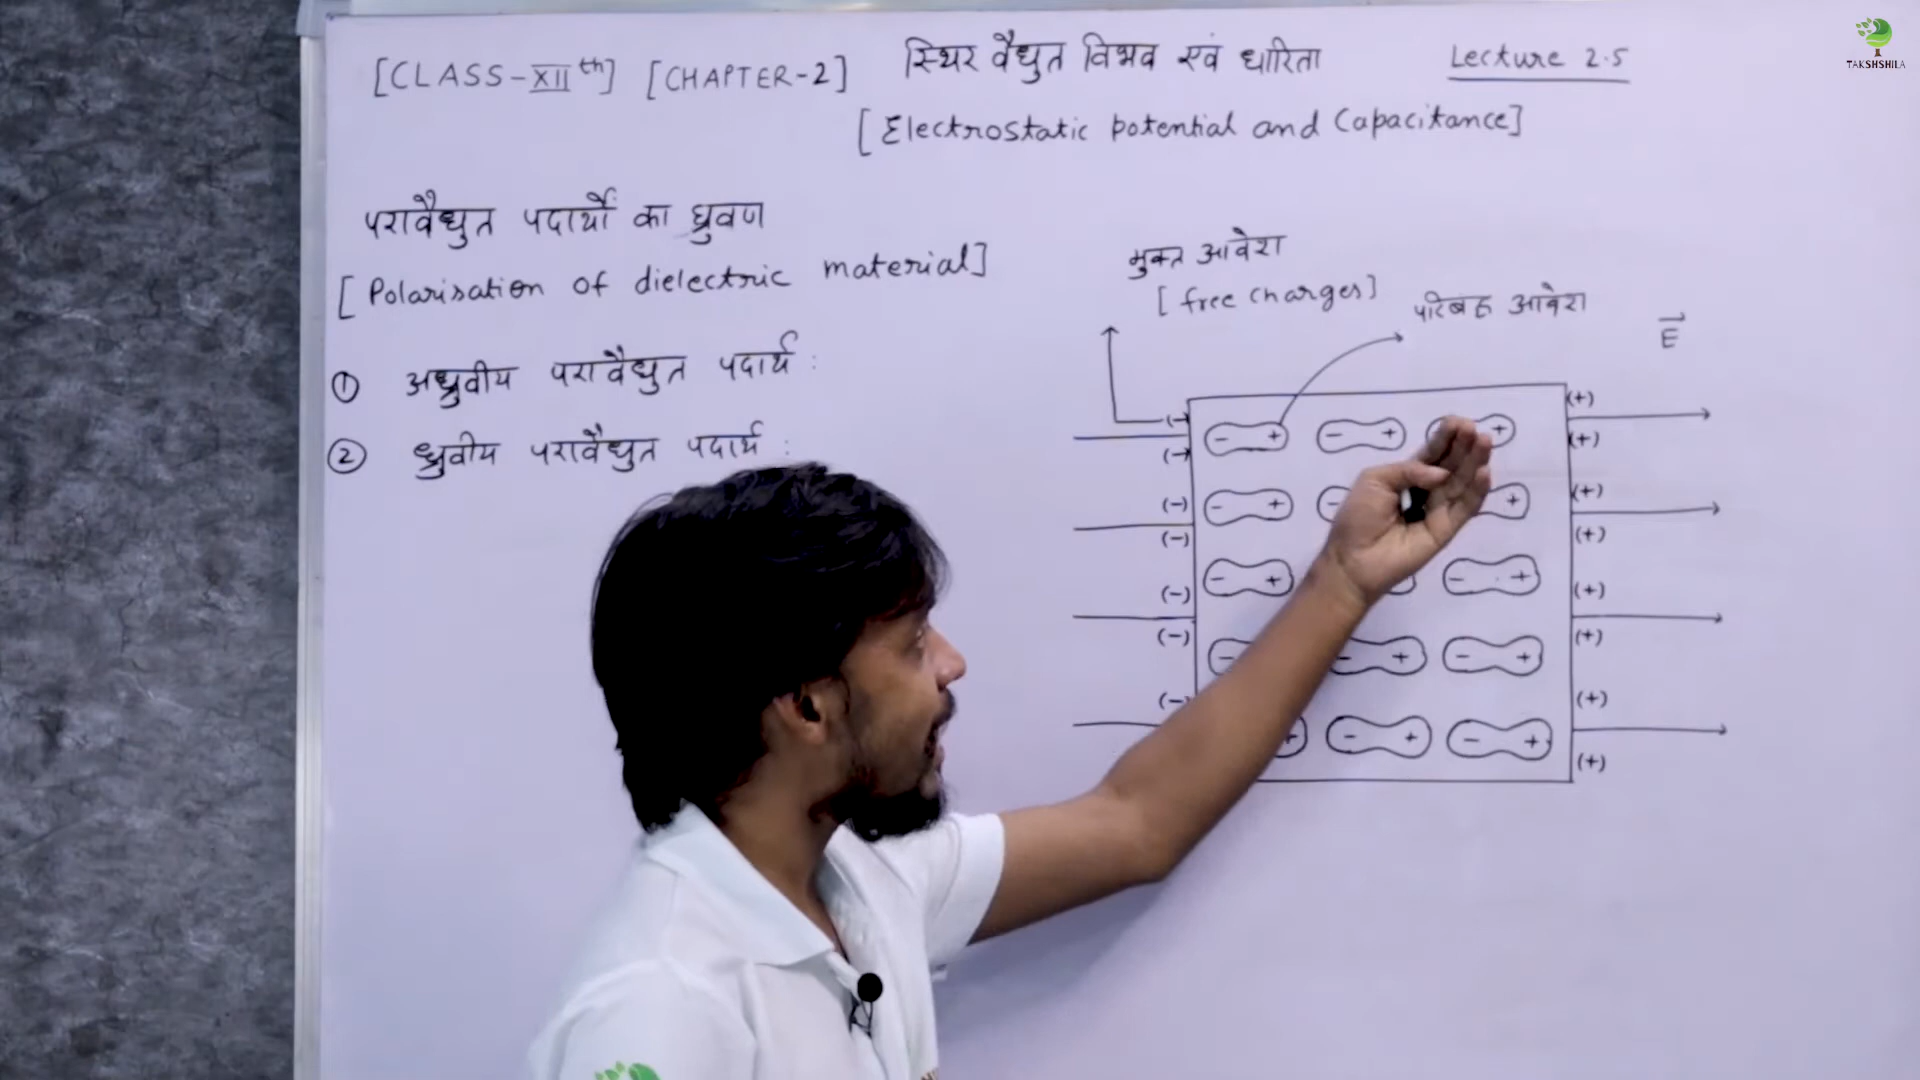 [CLASS-XIIth] [CHAPTER-2] स्थिर वैद्युत विभव एवं धारिता Lecture 2.5
[Electrostatic potential and Capacitance]
TAKSHSHILA
परावैद्युत पदार्थों का ध्रुवण
[Polarisation of dielectric material]
① अध्रुवीय परावैद्युत पदार्थ :
② ध्रुवीय परावैद्युत पदार्थ :
मुक्त आवेश
[free charges]
परिबद्ध आवेश
E
(-) - + - + + (+)
(-) (+)
(-) - + - + (+)
(-) (+)
(-) - + - + (+)
(-) (+)
- + - + (+)
(-) + - + - + (+)